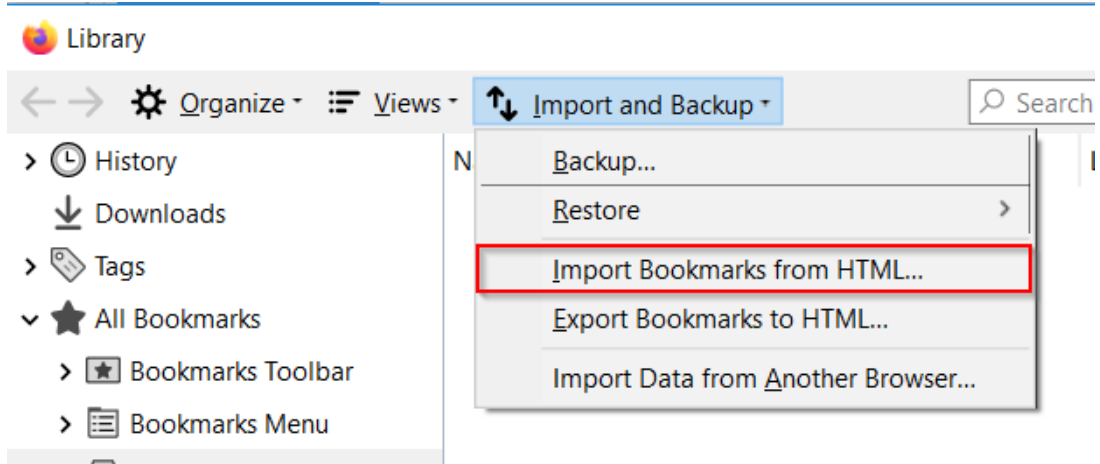 Library
Organize Views Import and Backup Search
History
Downloads
Tags
All Bookmarks
Bookmarks Toolbar
Bookmarks Menu
N
Backup...
Restore
Import Bookmarks from HTML...
Export Bookmarks to HTML...
Import Data from Another Browser...